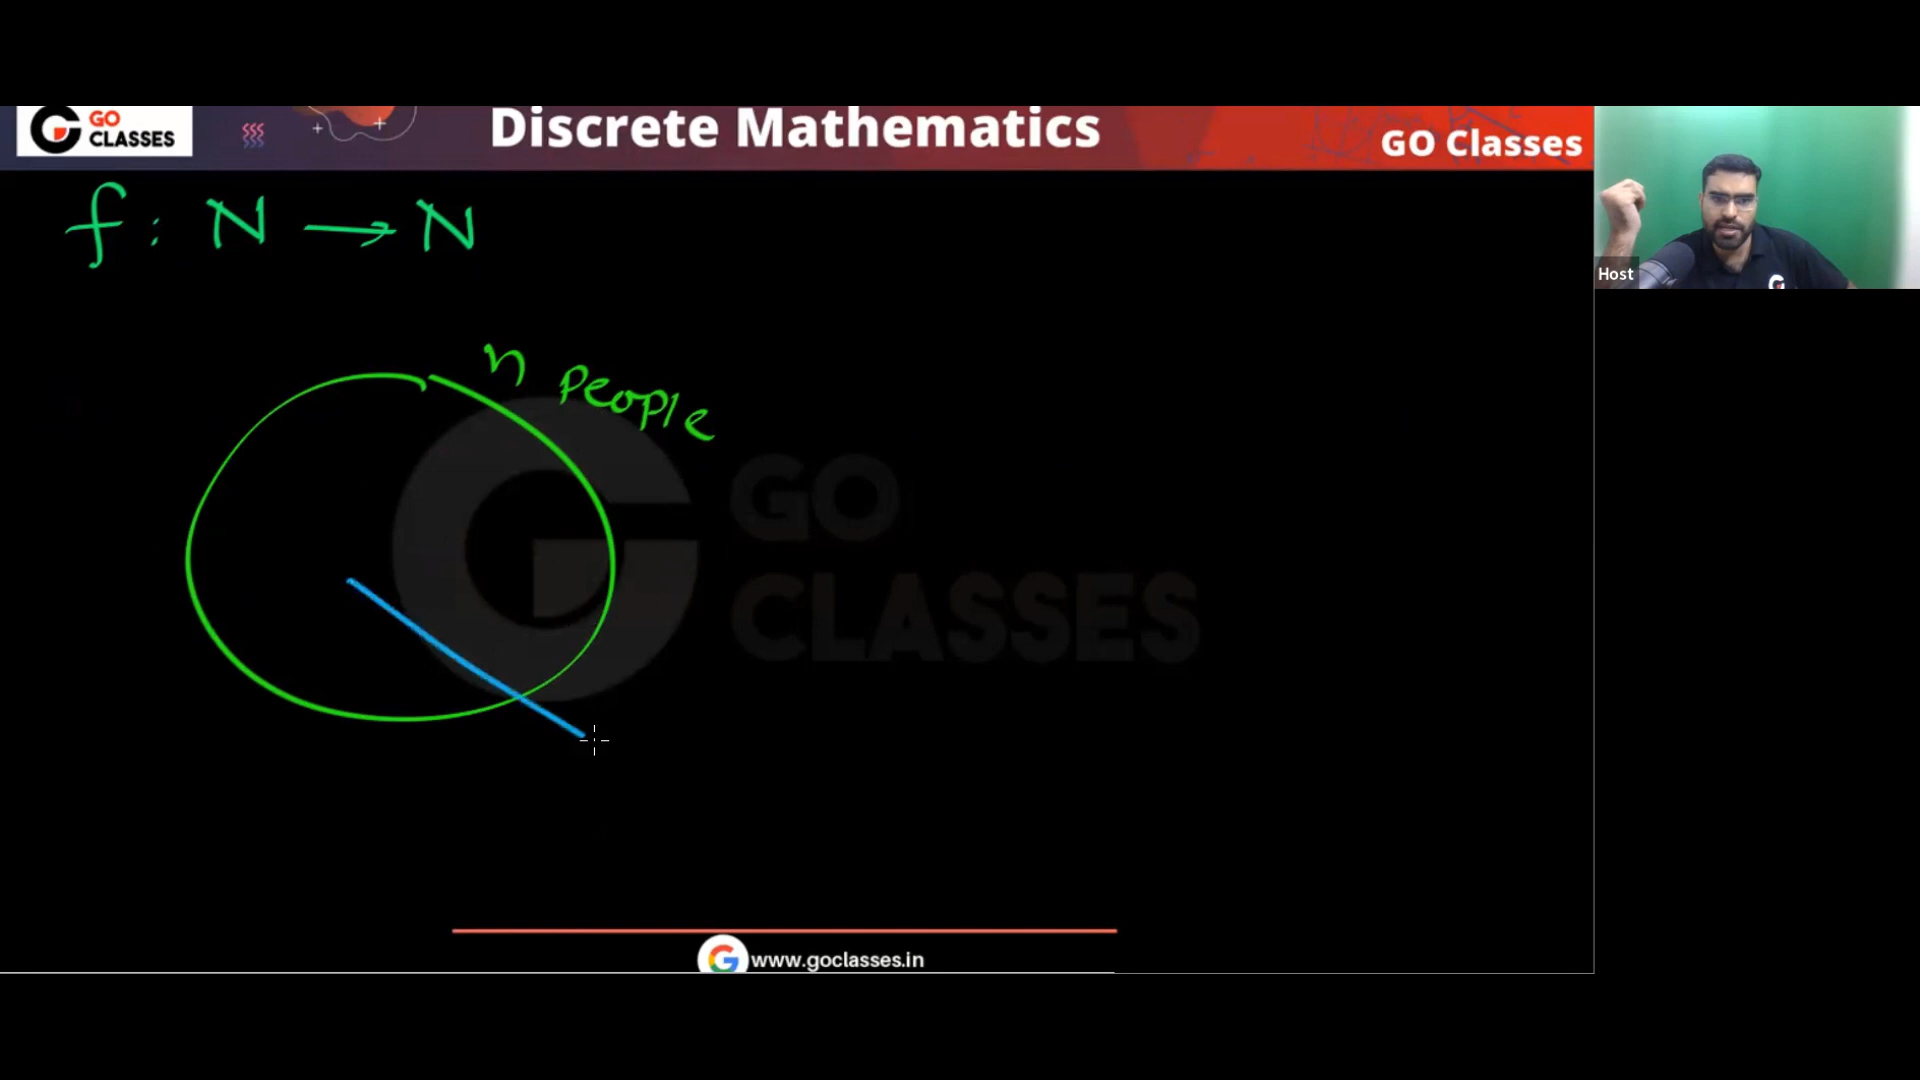 GO
CLASSES
Discrete Mathematics
GO Classes
f : N → N
Host
n people
GO
CLASSES
www.goclasses.in